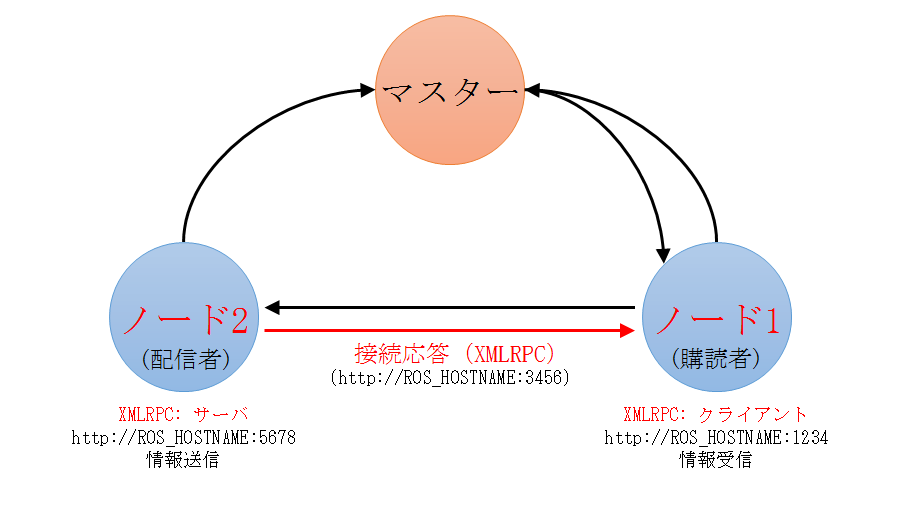 マスター
ノード2
(配信者)
ノード1
(購読者)
接続応答 (XMLRPC)
(http://ROS_HOSTNAME:3456)
XMLRPC: サーバ
http://ROS_HOSTNAME:5678
情報送信
XMLRPC: クライアント
http://ROS_HOSTNAME:1234
情報受信